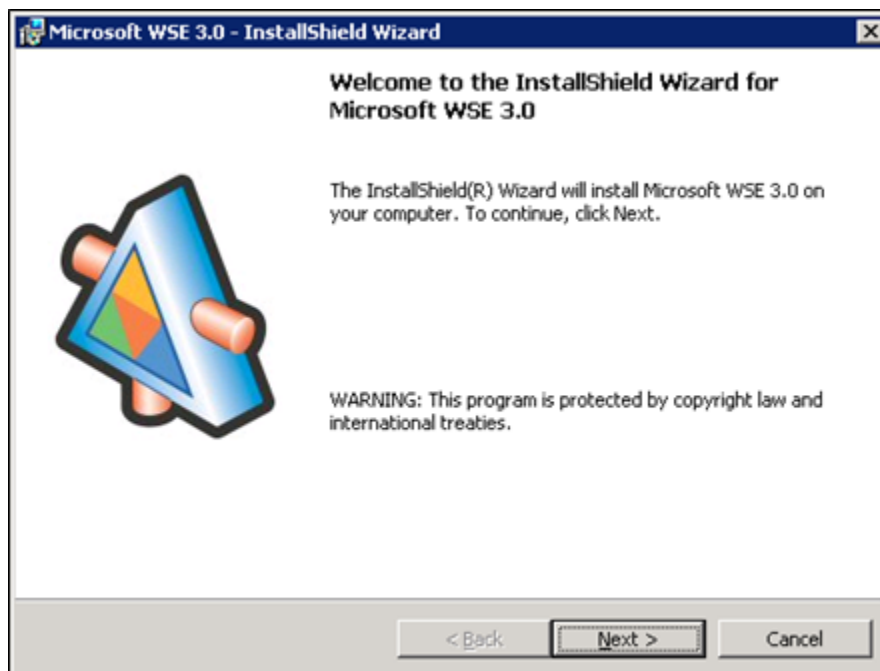 Microsoft WSE 3.0 - InstallShield Wizard
Welcome to the InstallShield Wizard for
Microsoft WSE 3.0
The InstallShield(R) Wizard will install Microsoft WSE 3.0 on
your computer. To continue, click Next.
WARNING: This program is protected by copyright law and
international treaties.
< Back
Next >
Cancel